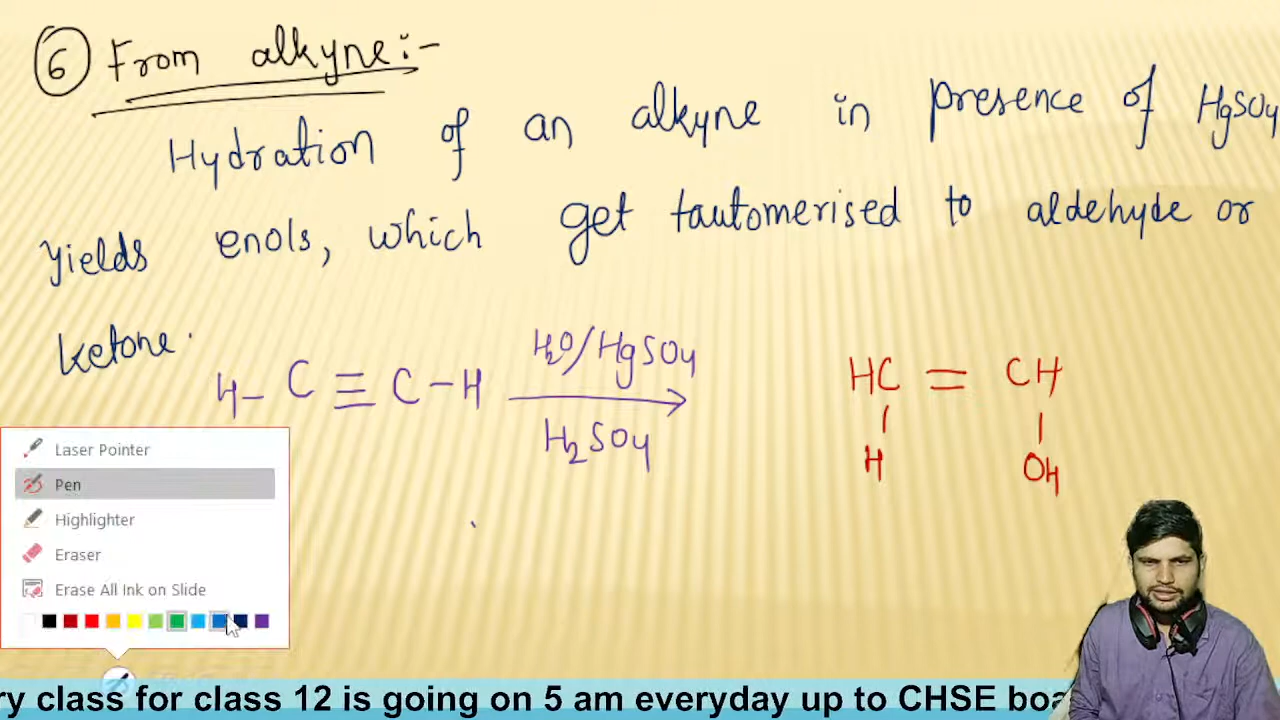 6 From alkyne:-
Hydration of an alkyne in presence of HgSO4
yields enols, which get tautomerised to aldehyde or
ketone.
H - C ≡ C - H H2O/HgSO4 H2SO4 HC = CH
H OH
Laser Pointer
Pen
Highlighter
Eraser
Erase All Ink on Slide
ry class for class 12 is going on 5 am everyday up to CHSE boa